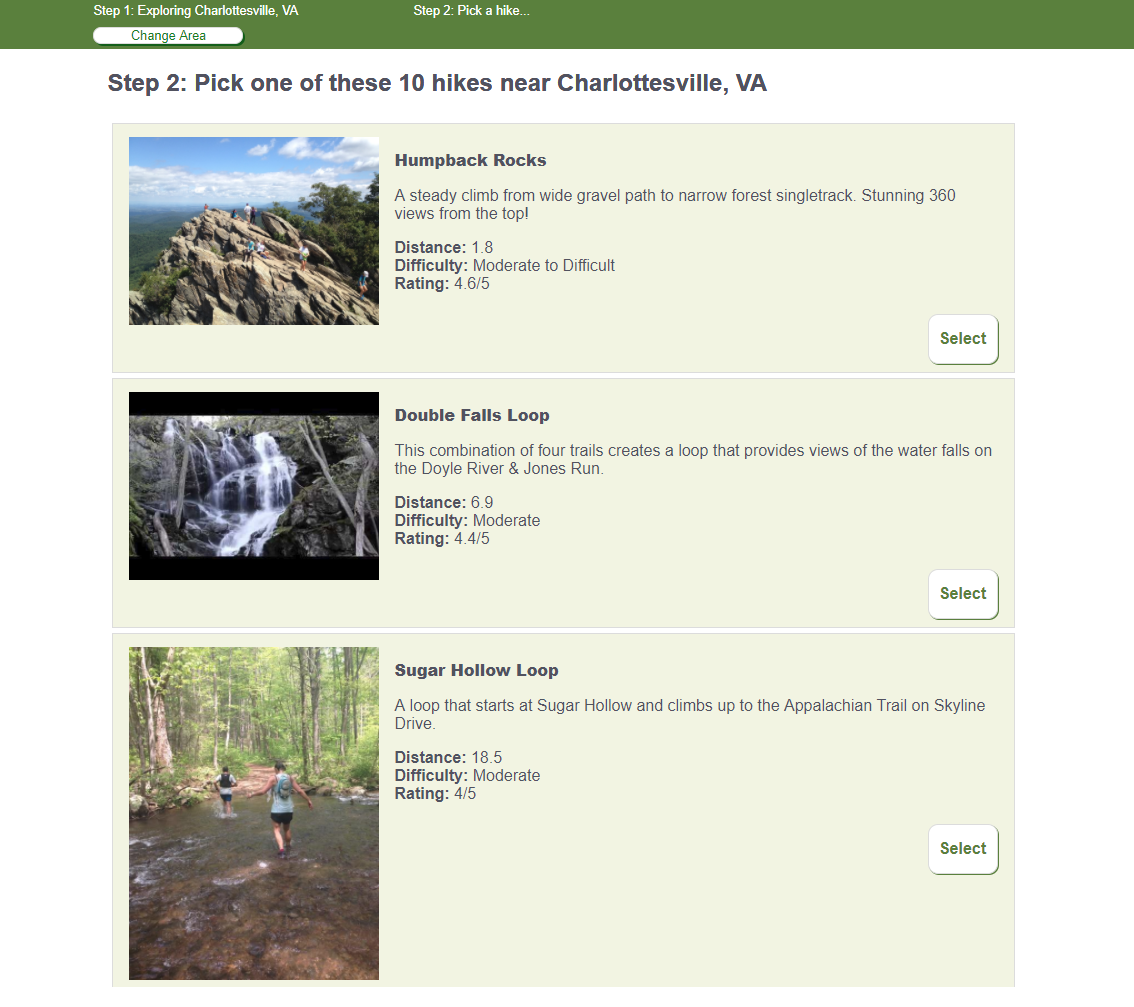 Step 1: Exploring Charlottesville, VA
Step 2: Pick a hike...
Change Area
Step 2: Pick one of these 10 hikes near Charlottesville, VA
Humpback Rocks
A steady climb from wide gravel path to narrow forest singletrack. Stunning 360
views from the top!
Distance: 1.8
Difficulty: Moderate to Difficult
Rating: 4.6/5
Select
Double Falls Loop
This combination of four trails creates a loop that provides views of the water falls on
the Doyle River & Jones Run.
Distance: 6.9
Difficulty: Moderate
Rating: 4.4/5
Select
Sugar Hollow Loop
A loop that starts at Sugar Hollow and climbs up to the Appalachian Trail on Skyline
Drive.
Distance: 18.5
Difficulty: Moderate
Rating: 4/5
Select